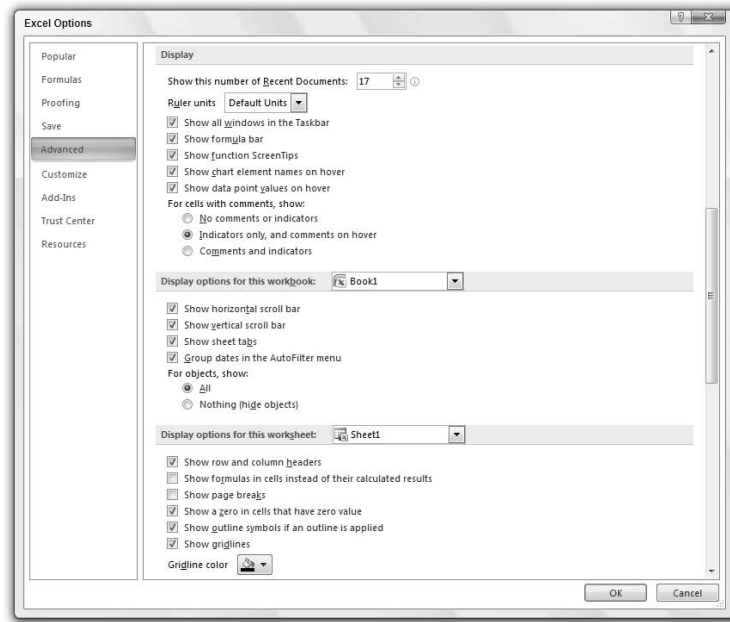 Excel Options
Popular
Formulas
Proofing
Save
Advanced
Customize
Add-Ins
Trust Center
Resources
Display
Show this number of Recent Documents: 17
Ruler units Default Units
Show all windows in the Taskbar
Show formula bar
Show function ScreenTips
Show chart element names on hover
Show data point values on hover
For cells with comments, show:
No comments or indicators
Indicators only, and comments on hover
Comments and indicators
Display options for this workbook: Book1
Show horizontal scroll bar
Show vertical scroll bar
Show sheet tabs
Group dates in the AutoFilter menu
For objects, show:
All
Nothing (hide objects)
Display options for this worksheet: Sheet1
Show row and column headers
Show formulas in cells instead of their calculated results
Show page breaks
Show a zero in cells that have zero value
Show outline symbols if an outline is applied
Show gridlines
Gridline color
OK Cancel